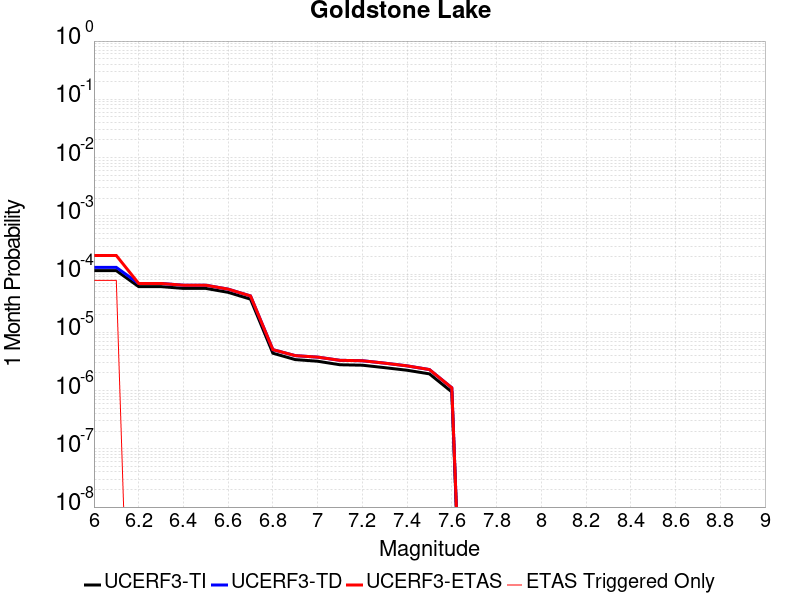 Goldstone Lake
1 Month Probability
10^0
10^-1
10^-2
10^-3
10^-4
10^-5
10^-6
10^-7
10^-8
6 6.2 6.4 6.6 6.8 7 7.2 7.4 7.6 7.8 8 8.2 8.4 8.6 8.8 9
Magnitude
UCERF3-TI UCERF3-TD UCERF3-ETAS ETAS Triggered Only